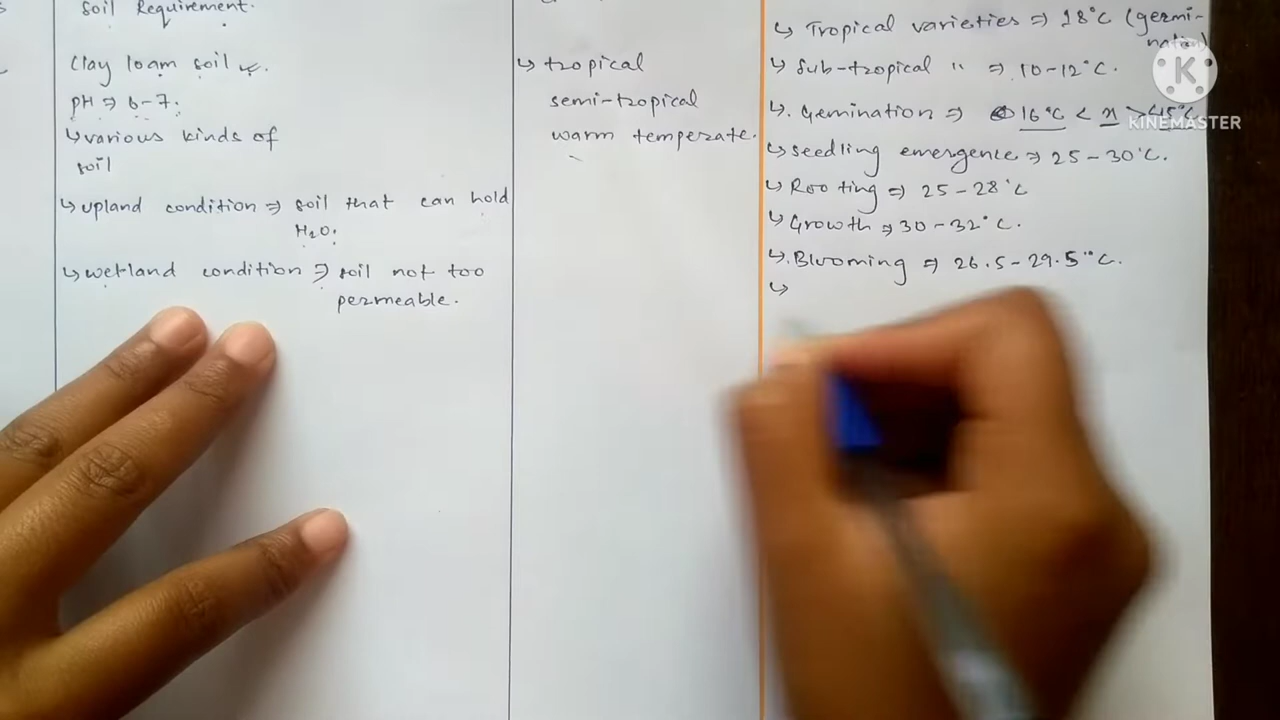 Soil Requirement.
Clay loam soil
PH ⇒ 6-7.
↳ various kinds of
soil
↳ upland condition ⇒ soil that can hold
H₂O.
↳ wetland condition ⇒ soil not too
permeable.
↳ tropical
semi-tropical
warm temperate.
↳ Tropical varieties ⇒ 18°C (germi-
nation)
↳ Sub-tropical " ⇒ 10-12°C.
↳ Gemination ⇒ 16°C < n > 45°C
↳ seedling emergence ⇒ 25-30°C.
↳ Rooting ⇒ 25-28°C
↳ Growth ⇒ 30-32°C.
↳ Blooming ⇒ 26.5-29.5°C.
↳
K
KINEMASTER